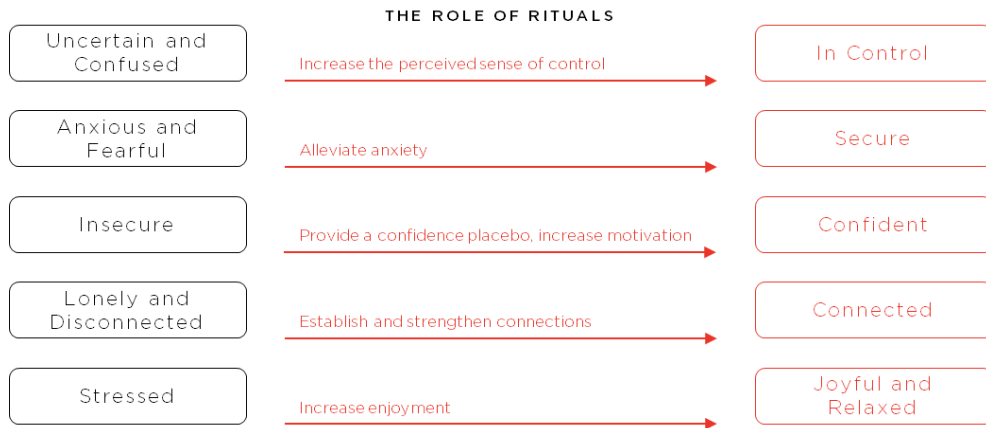 THE ROLE OF RITUALS
Uncertain and
Confused
Increase the perceived sense of control
In Control
Anxious and
Fearful
Alleviate anxiety
Secure
Insecure
Provide a confidence placebo, increase motivation
Confident
Lonely and
Disconnected
Establish and strengthen connections
Connected
Stressed
Increase enjoyment
Joyful and
Relaxed